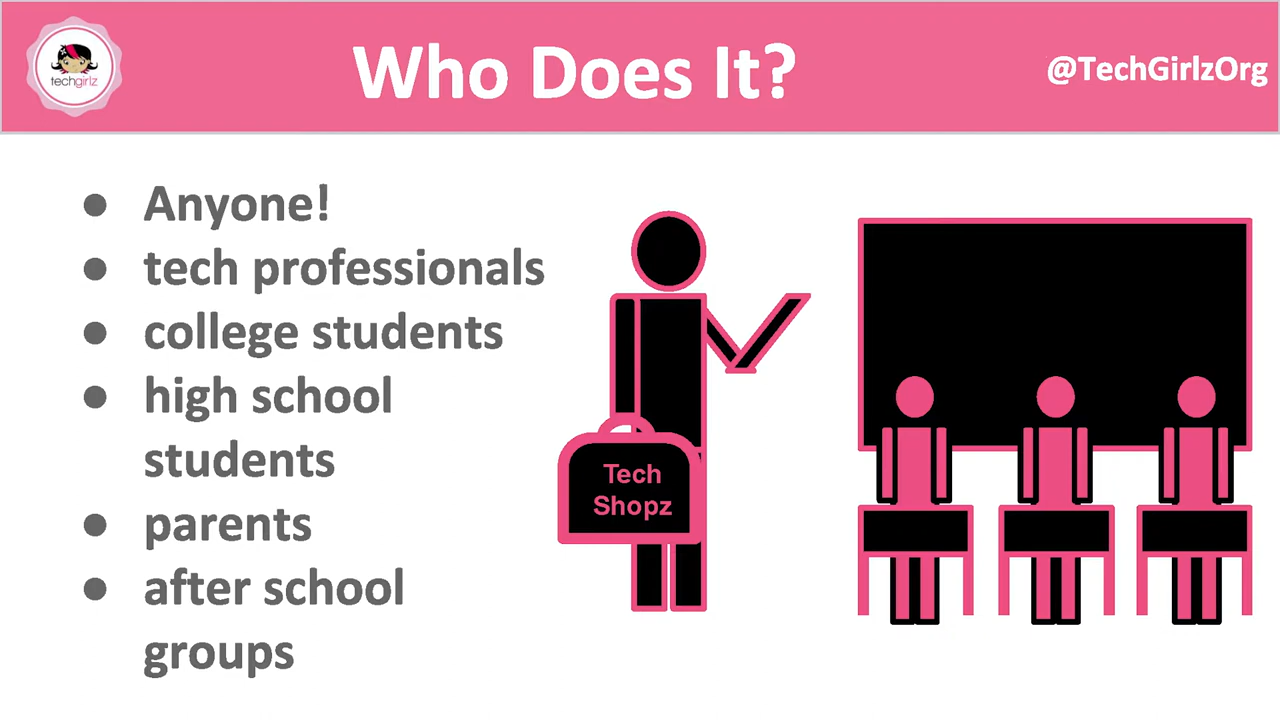 techgirlz
Who Does It?
@TechGirlzOrg
● Anyone!
● tech professionals
● college students
● high school
students
● parents
● after school
groups
Tech
Shopz